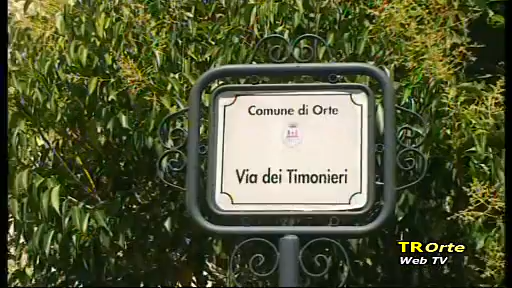 Comune di Orte
Via dei Timonieri
TROrte
Web TV